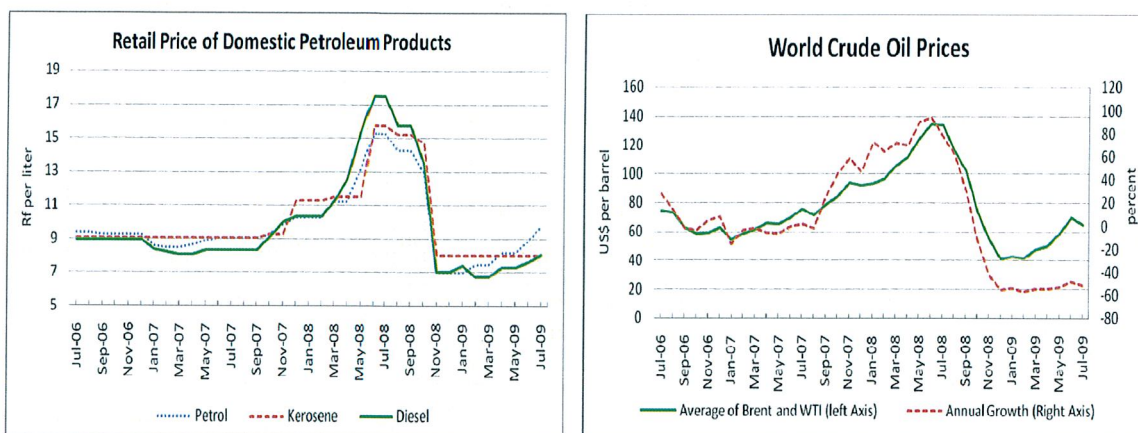 Retail Price of Domestic Petroleum Products
Rf per liter
19
17
15
13
11
9
7
5
Jul-06
Sep-06
Nov-06
Jan-07
Mar-07
May-07
Jul-07
Sep-07
Nov-07
Jan-08
Mar-08
May-08
Jul-08
Sep-08
Nov-08
Jan-09
Mar-09
May-09
Jul-09
Petrol Kerosene Diesel
World Crude Oil Prices
US$ per barrel
160
140
120
100
80
60
40
20
0
120
100
80
60
40
20
0
-20
-40
-60
-80
percent
Jul-06
Sep-06
Nov-06
Jan-07
Mar-07
May-07
Jul-07
Sep-07
Nov-07
Jan-08
Mar-08
May-08
Jul-08
Sep-08
Nov-08
Jan-09
Mar-09
May-09
Jul-09
Average of Brent and WTI (left Axis) Annual Growth (Right Axis)